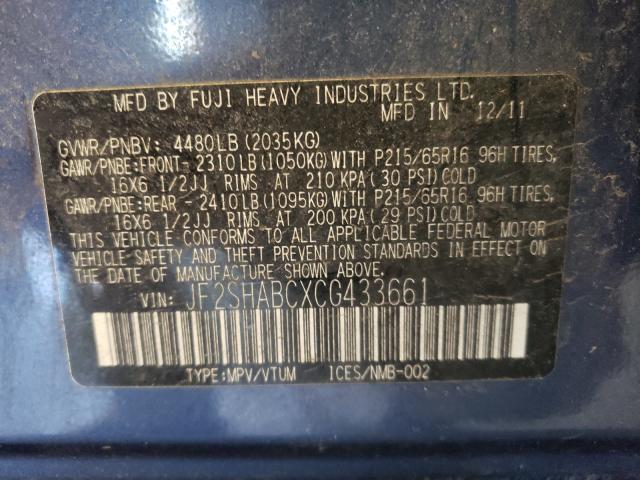 MFD BY FUJI HEAVY INDUSTRIES LTD.
MFD IN 12/11
GVWR/PNBV: 4480LB (2035KG)
GAWR/PNBE:FRONT- 2310LB(1050KG)WITH P215/65R16 96H TIRES,
16X6 1/2JJ RIMS AT 210 KPA(30 PSI)COLD
GAWR/PNBE:REAR - 2410LB(1095KG)WITH P215/65R16 96H TIRES,
16X6 1/2JJ RIMS AT 200 KPA(29 PSI)COLD
THIS VEHICLE CONFORMS TO ALL APPLICABLE FEDERAL MOTOR
VEHICLE SAFETY AND THEFT PREVENTION STANDARDS IN EFFECT ON
THE DATE OF MANUFACTURE SHOWN ABOVE.
VIN: JF2SHABCXCG433661
TYPE:MPV/VTUM ICES/NMB-002